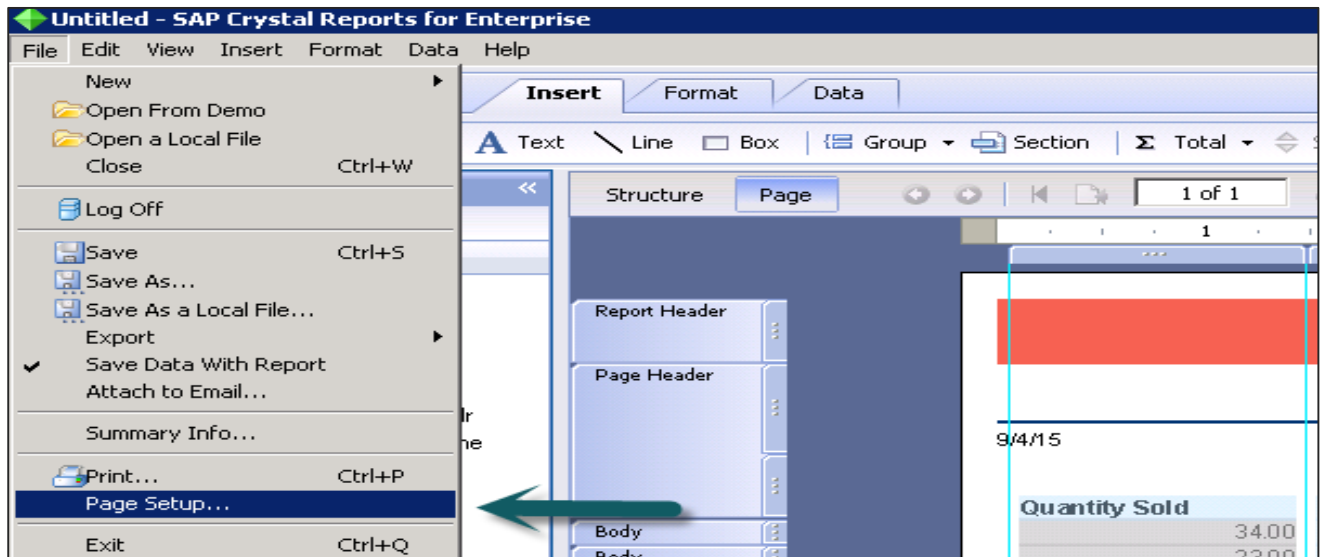 Untitled - SAP Crystal Reports for Enterprise
File Edit View Insert Format Data Help
New
Open From Demo
Open a Local File
Close Ctrl+W
Log Off
Save Ctrl+S
Save As...
Save As a Local File...
Export
Save Data With Report
Attach to Email...
Summary Info...
Print... Ctrl+P
Page Setup...
Exit Ctrl+Q
Insert Format Data
A Text Line Box Group Section Σ Total
Structure Page 1 of 1
1
Report Header
Page Header
9/4/15
Quantity Sold
Body 34.00
Body 23.00